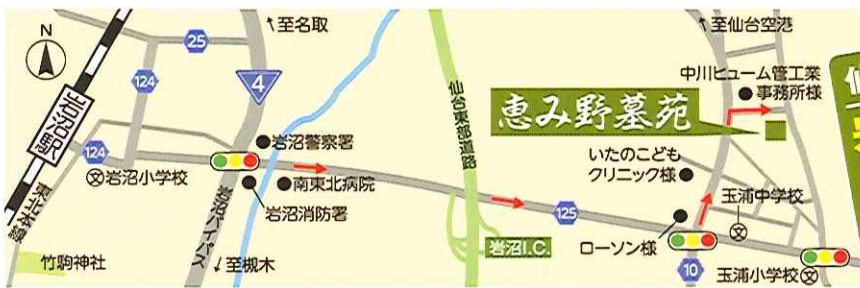 N
岩沼駅
東北本線
竹駒神社
124
25
124
岩沼小学校
至名取
4
岩沼警察署
南東北病院
岩沼消防署
岩沼バイパス
至槻木
仙台東部道路
岩沼I.C.
125
恵み野墓苑
至仙台空港
中川ヒューム管工業
事務所様
いたのこども
クリニック様
玉浦中学校
ローソン様
10
玉浦小学校